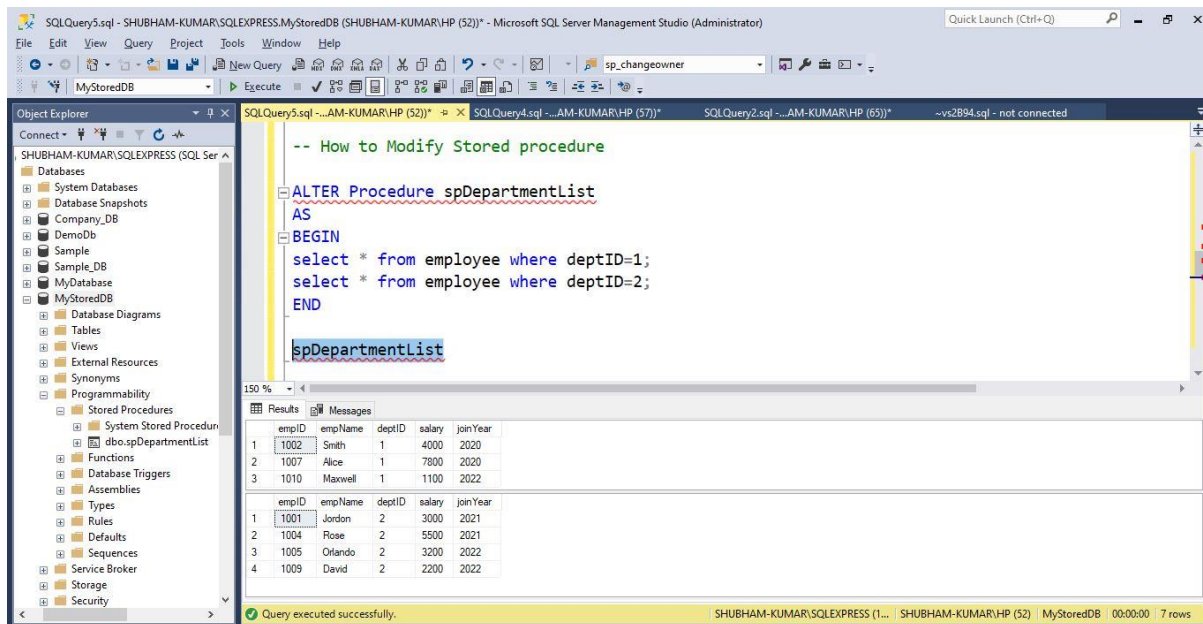 SQLQuery5.sql - SHUBHAM-KUMAR\SQLEXPRESS.MyStoredDB (SHUBHAM-KUMAR\HP (52))* - Microsoft SQL Server Management Studio (Administrator)
Quick Launch (Ctrl+Q)
File Edit View Query Project Tools Window Help
New Query
sp_changeowner
MyStoredDB
Execute
Object Explorer
Connect
SHUBHAM-KUMAR\SQLEXPRESS (SQL Ser
Databases
System Databases
Database Snapshots
Company_DB
DemoDb
Sample
Sample_DB
MyDatabase
MyStoredDB
Database Diagrams
Tables
Views
External Resources
Synonyms
Programmability
Stored Procedures
System Stored Procedur
dbo.spDepartmentList
Functions
Database Triggers
Assemblies
Types
Rules
Defaults
Sequences
Service Broker
Storage
Security
SQLQuery5.sql -...AM-KUMAR\HP (52))* SQLQuery4.sql -...AM-KUMAR\HP (57))* SQLQuery2.sql -...AM-KUMAR\HP (65))* ~vs2B94.sql - not connected
-- How to Modify Stored procedure
ALTER Procedure spDepartmentList
AS
BEGIN
select * from employee where deptID=1;
select * from employee where deptID=2;
END
spDepartmentList
150 %
Results Messages
empID empName deptID salary joinYear
1 1002 Smith 1 4000 2020
2 1007 Alice 1 7800 2020
3 1010 Maxwell 1 1100 2022
empID empName deptID salary joinYear
1 1001 Jordon 2 3000 2021
2 1004 Rose 2 5500 2021
3 1005 Orlando 2 3200 2022
4 1009 David 2 2200 2022
Query executed successfully. SHUBHAM-KUMAR\SQLEXPRESS (1... SHUBHAM-KUMAR\HP (52) MyStoredDB 00:00:00 7 rows